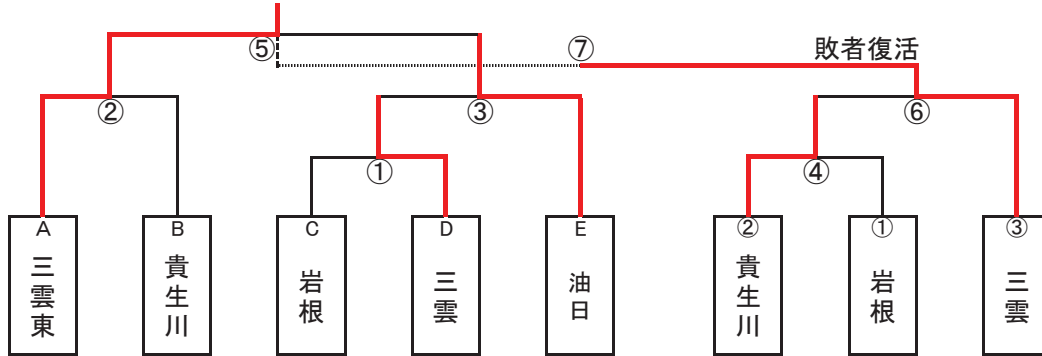 敗者復活
⑤
⑦
②
③
⑥
①
④
A
三雲東
B
貴生川
C
岩根
D
三雲
E
油日
②
貴生川
①
岩根
③
三雲